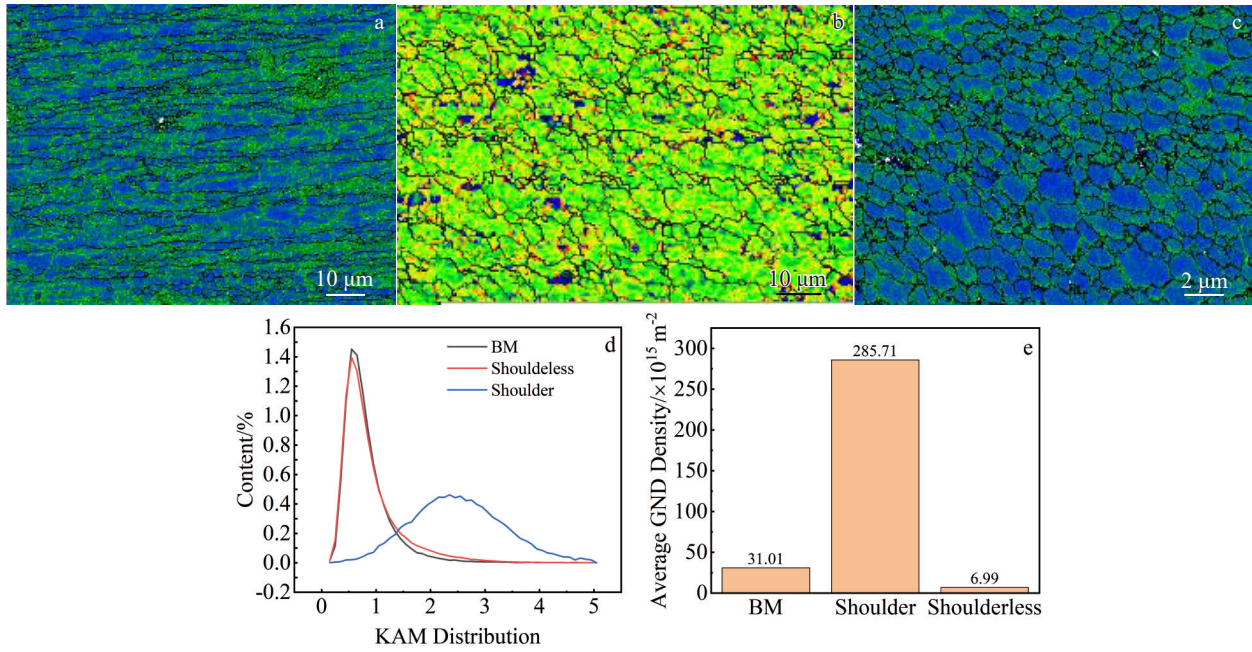 a
b
c
10 μm
10 μm
2 μm
d
BM
Shouldeless
Shoulder
1.6
1.4
1.2
1.0
0.8
0.6
0.4
0.2
0.0
-0.2
Content/%
0 1 2 3 4 5
KAM Distribution
e
300
250
200
150
100
50
0
Average GND Density/×10¹⁵ m⁻²
31.01
285.71
6.99
BM Shoulder Shoulderless